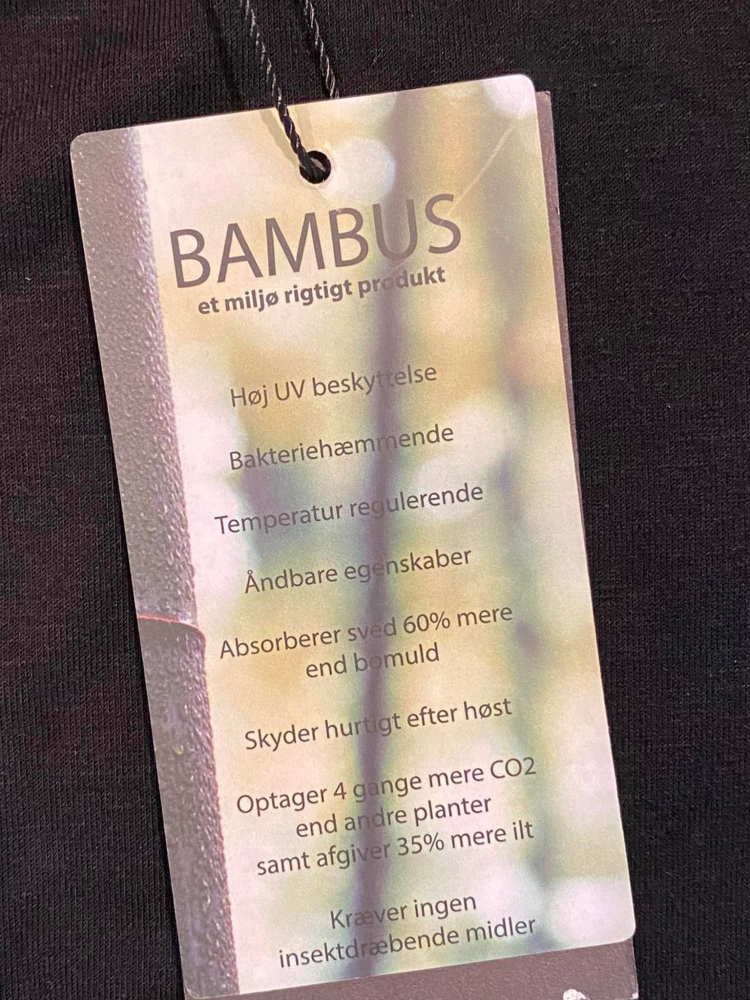 BAMBUS
et miljø rigtigt produkt
Høj UV beskyttelse
Bakteriehæmmende
Temperatur regulerende
Åndbare egenskaber
Absorberer sved 60% mere
end bomuld
Skyder hurtigt efter høst
Optager 4 gange mere CO2
end andre planter
samt afgiver 35% mere ilt
Kræver ingen
insektdræbende midler